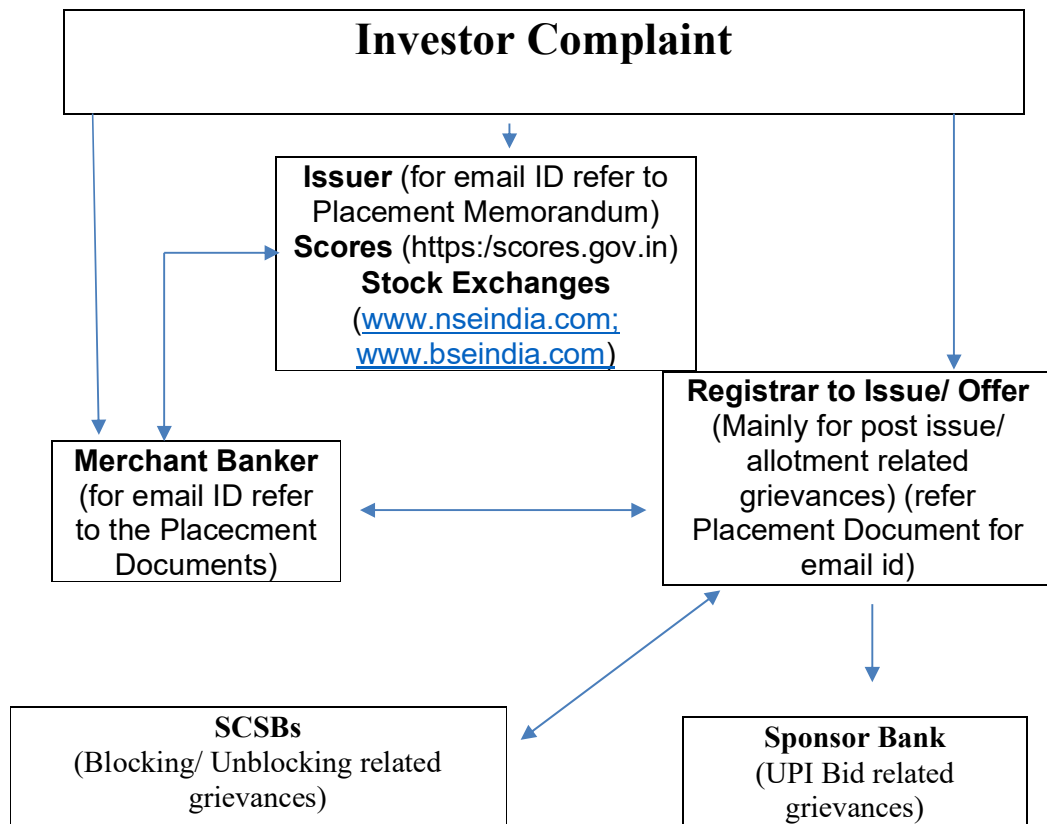 Investor Complaint
Issuer (for email ID refer to
Placement Memorandum)
Scores (https:/scores.gov.in)
Stock Exchanges
(www.nseindia.com;
www.bseindia.com)
Registrar to Issue/ Offer
(Mainly for post issue/
allotment related
grievances) (refer
Placement Document for
email id)
Merchant Banker
(for email ID refer
to the Placecment
Documents)
SCSBs
(Blocking/ Unblocking related
grievances)
Sponsor Bank
(UPI Bid related
grievances)